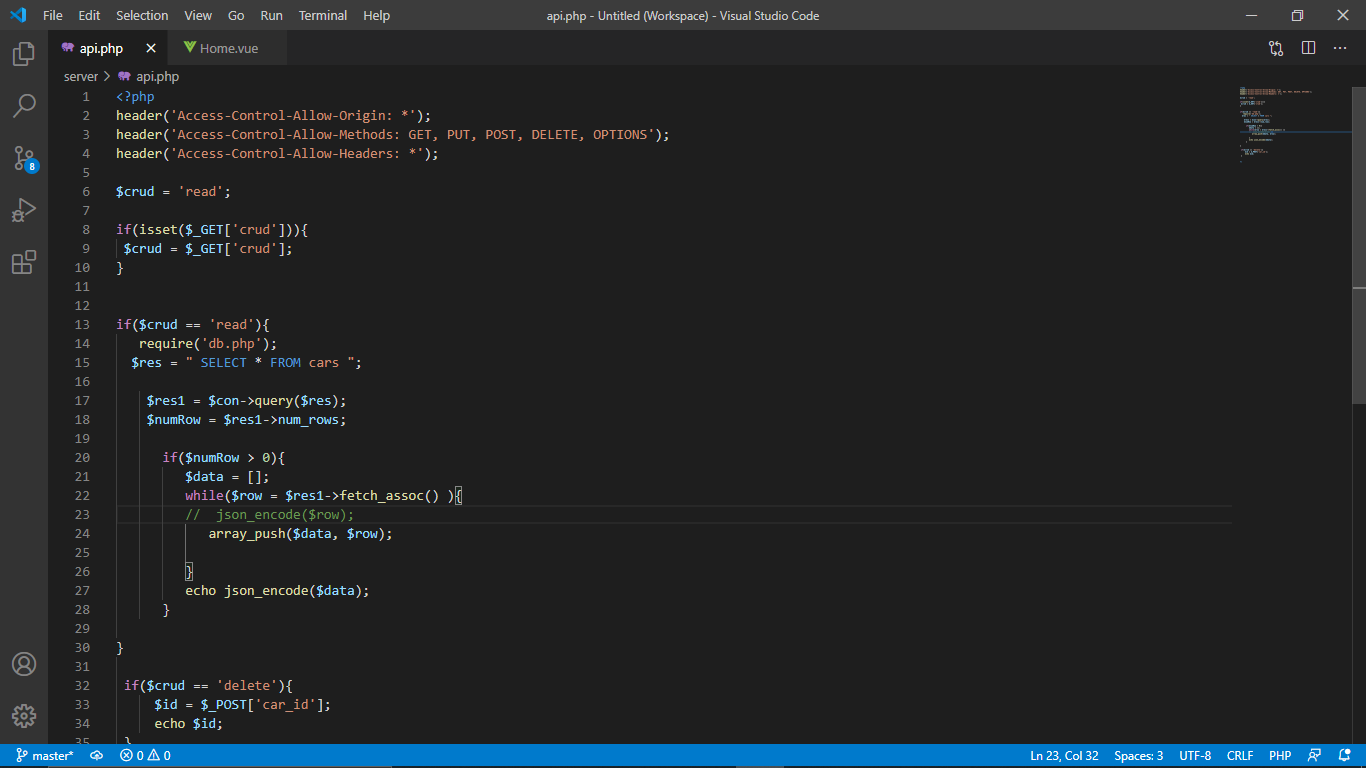 File Edit Selection View Go Run Terminal Help api.php - Untitled (Workspace) - Visual Studio Code
api.php Home.vue
server > api.php
1 <?php
2 header('Access-Control-Allow-Origin: *');
3 header('Access-Control-Allow-Methods: GET, PUT, POST, DELETE, OPTIONS');
4 header('Access-Control-Allow-Headers: *');
5
6 $crud = 'read';
7
8 if(isset($_GET['crud'])){
9 $crud = $_GET['crud'];
10 }
11
12
13 if($crud == 'read'){
14 require('db.php');
15 $res = " SELECT * FROM cars ";
16
17 $res1 = $con->query($res);
18 $numRow = $res1->num_rows;
19
20 if($numRow > 0){
21 $data = [];
22 while($row = $res1->fetch_assoc() ){
23 // json_encode($row);
24 array_push($data, $row);
25
26 }
27 echo json_encode($data);
28 }
29
30 }
31
32 if($crud == 'delete'){
33 $id = $_POST['car_id'];
34 echo $id;
35 }
8
master* 0 0 Ln 23, Col 32 Spaces: 3 UTF-8 CRLF PHP